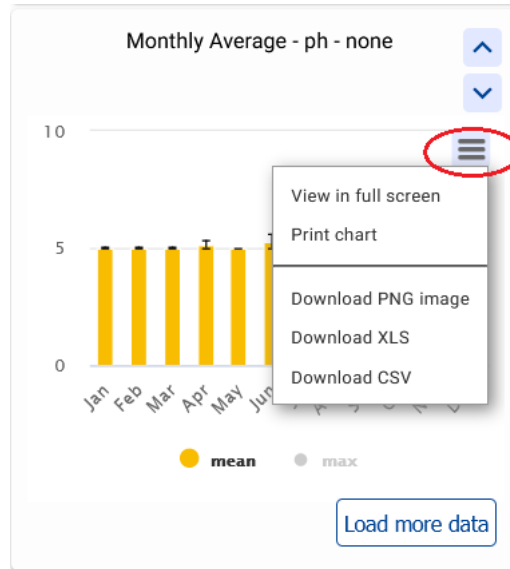 Monthly Average - ph - none
10
View in full screen
Print chart
5
Download PNG image
Download XLS
Download CSV
0
Jan Feb Mar Apr May Jun
mean max
Load more data